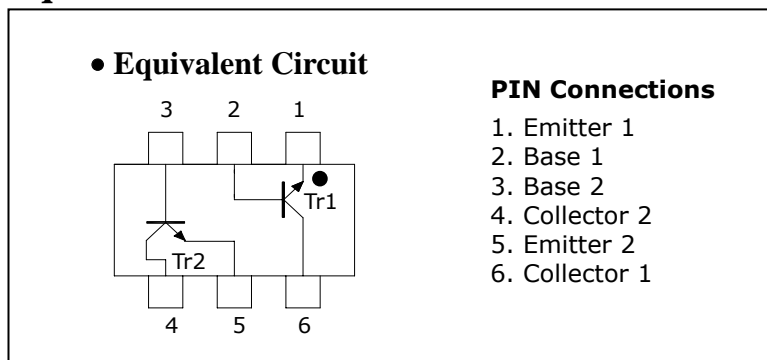 • Equivalent Circuit
3 2 1
Tr1
Tr2
4 5 6
PIN Connections
1. Emitter 1
2. Base 1
3. Base 2
4. Collector 2
5. Emitter 2
6. Collector 1